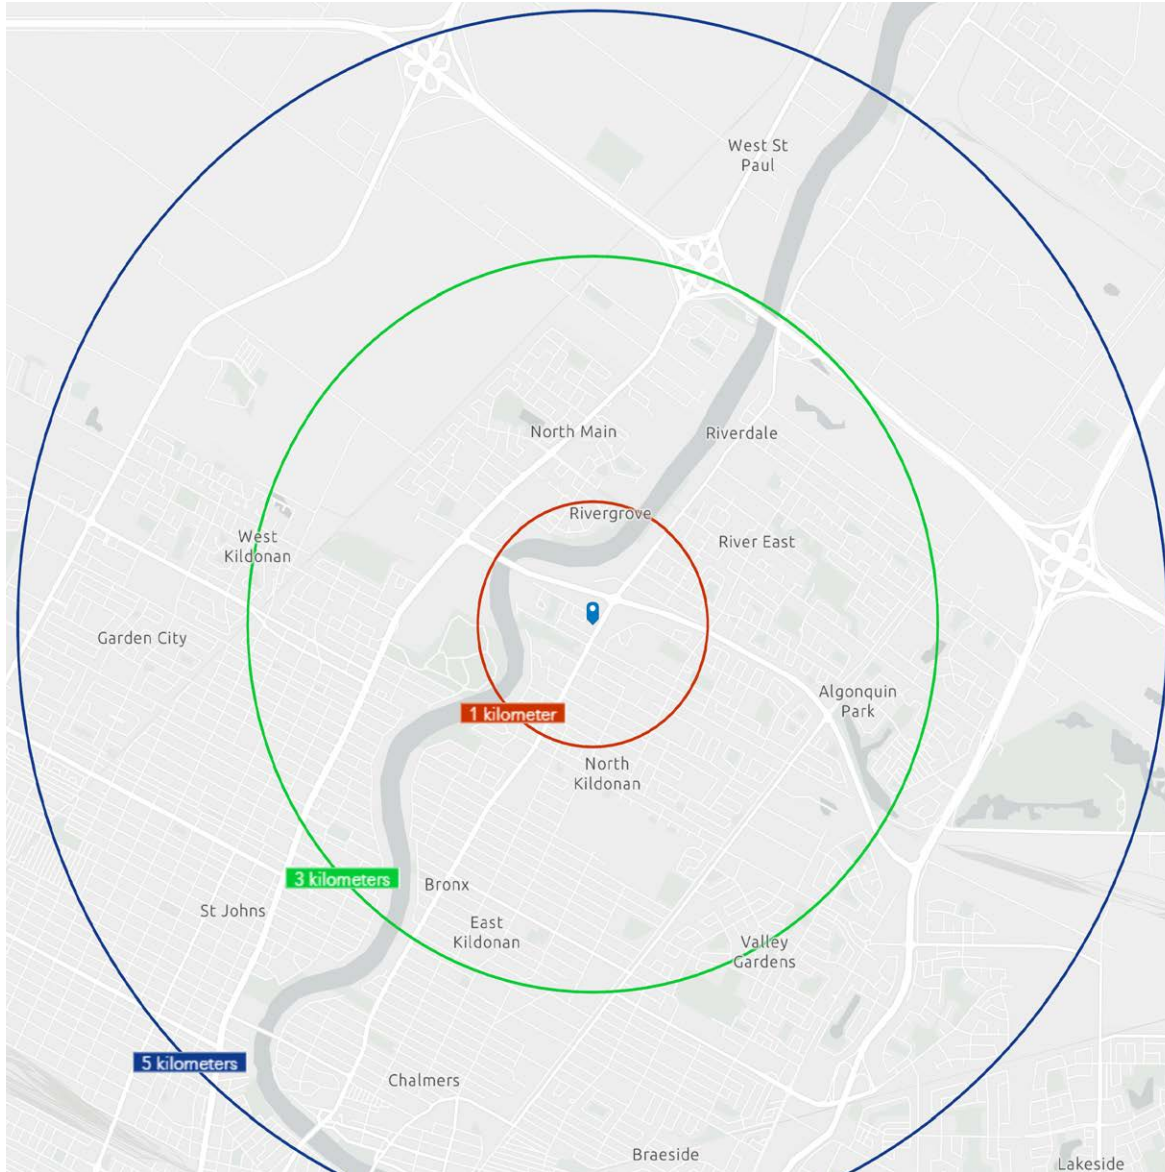 West St
Paul
North Main
Riverdale
Rivergrove
West
Kildonan
River East
Garden City
Algonquin
Park
1 kilometer
North
Kildonan
3 kilometers
Bronx
St Johns
East
Kildonan
Valley
Gardens
5 kilometers
Chalmers
Braeside
Lakeside